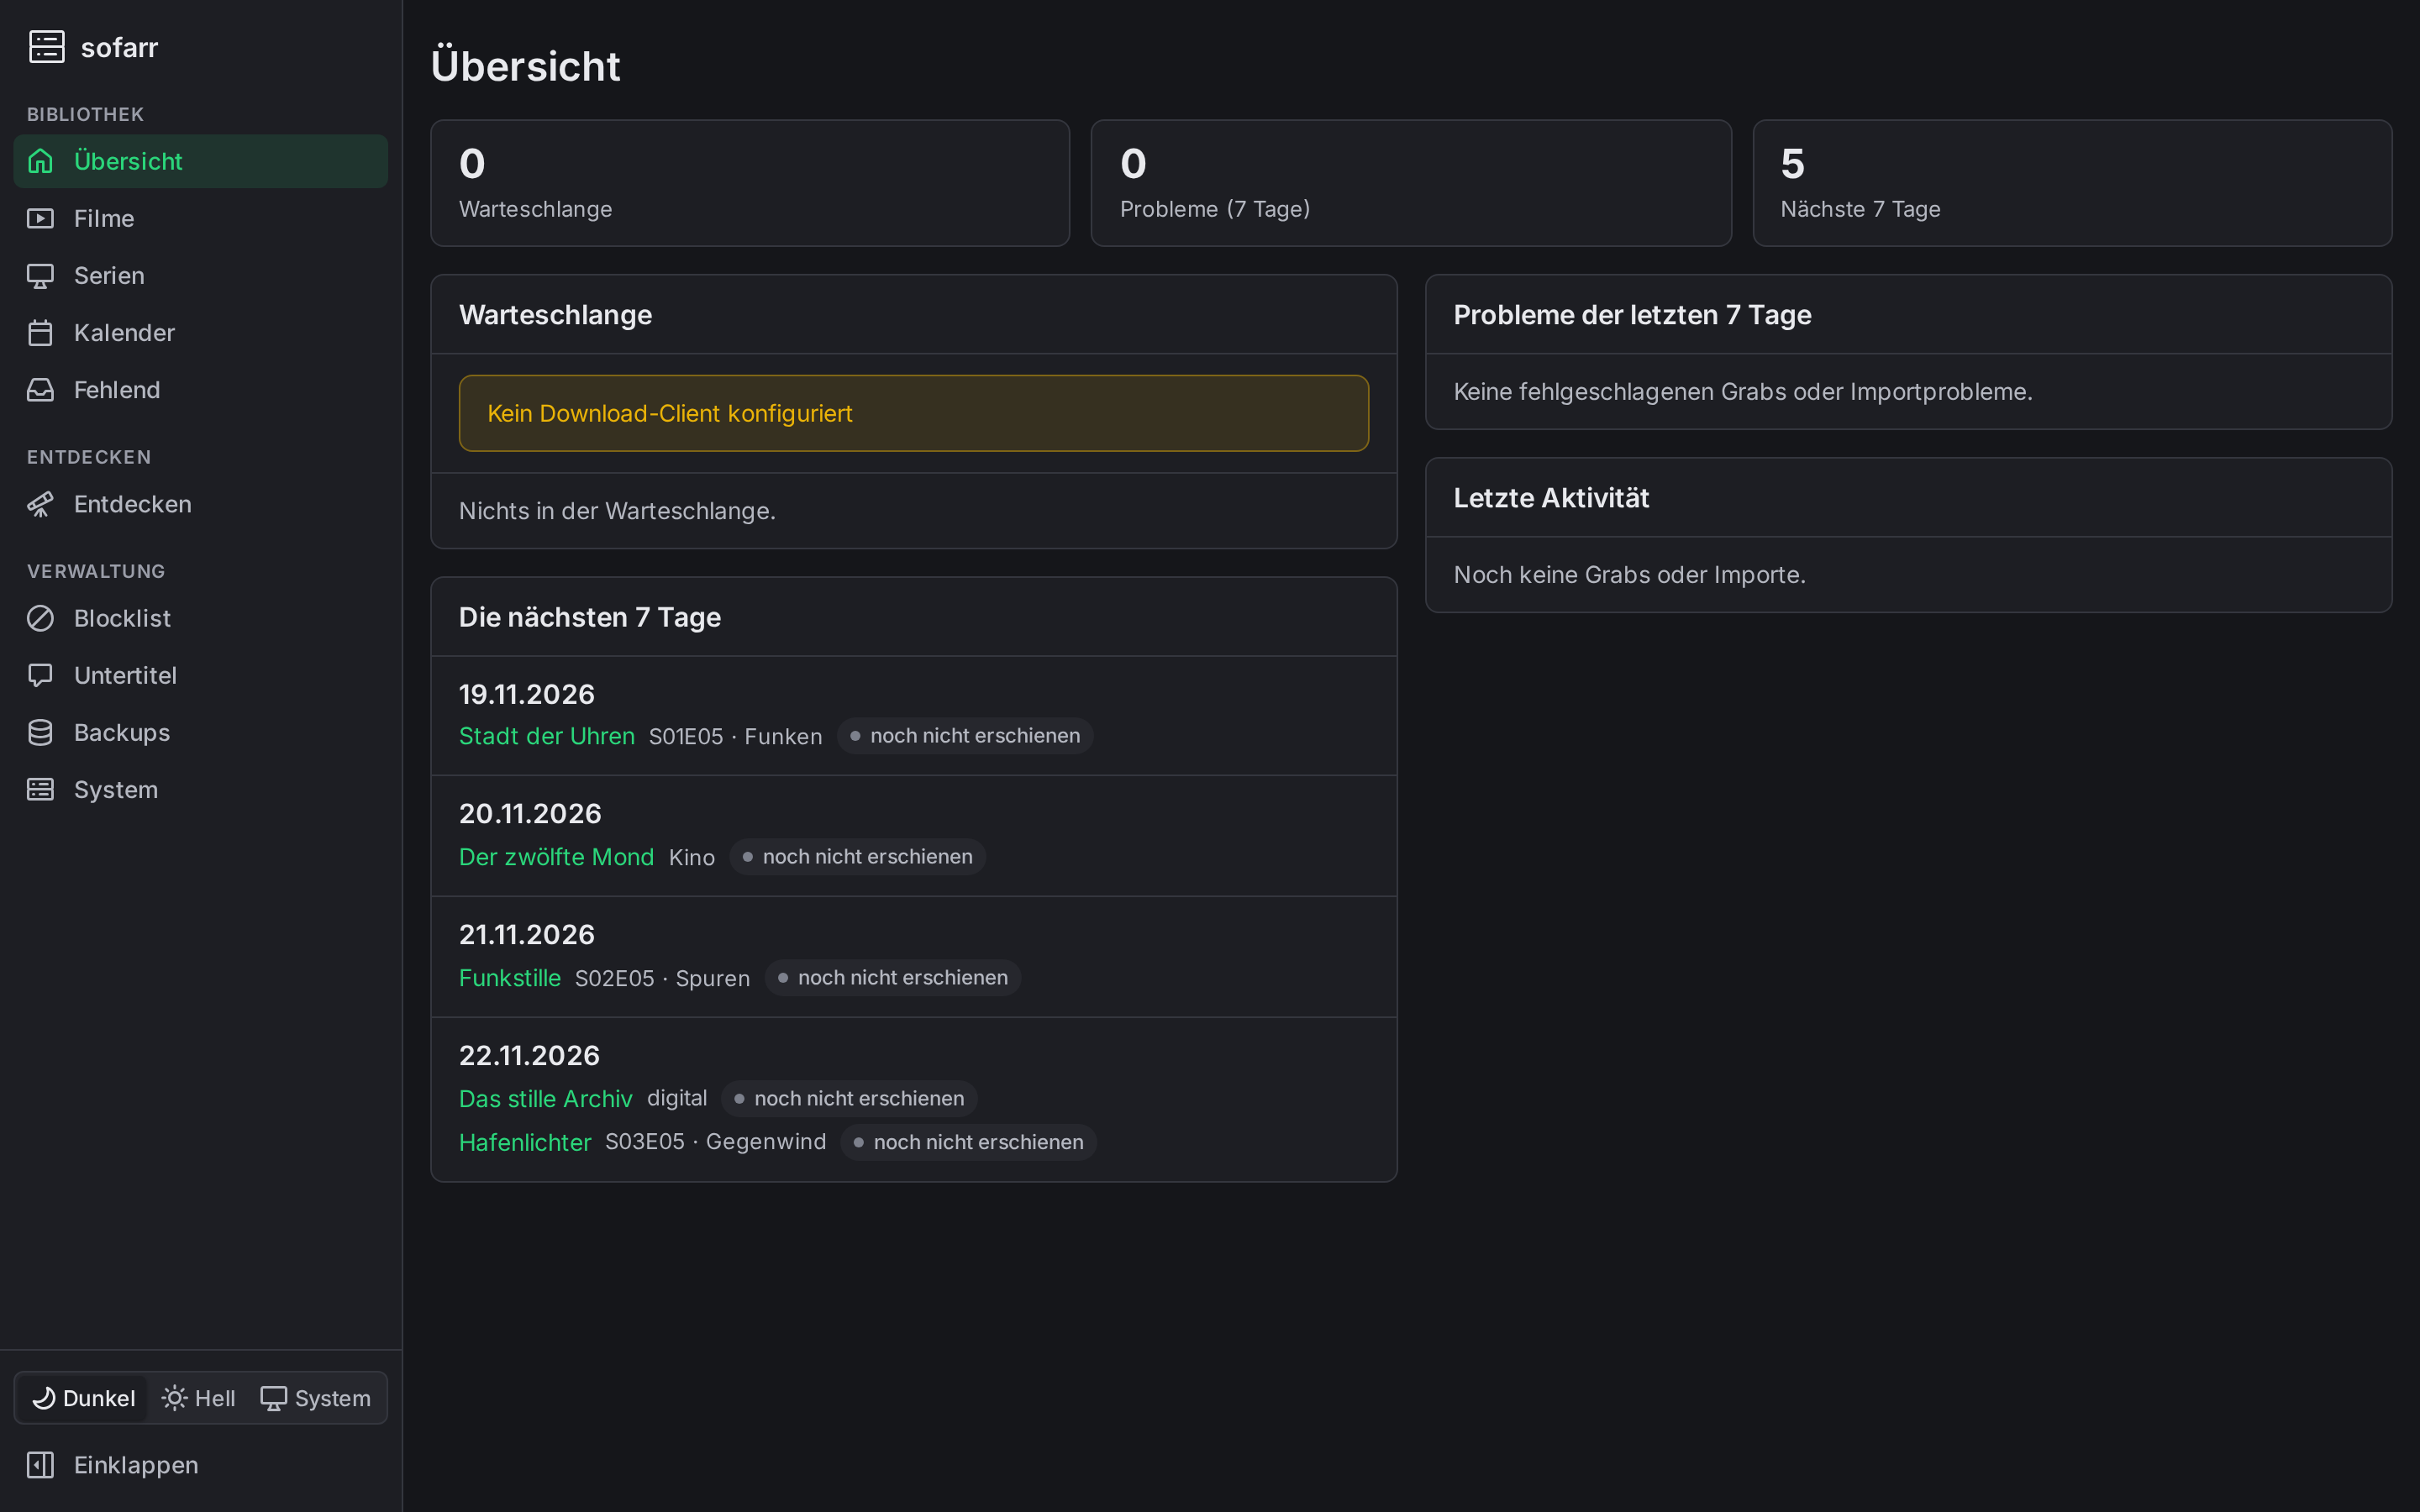 sofarr
BIBLIOTHEK
Übersicht
Filme
Serien
Kalender
Fehlend
ENTDECKEN
Entdecken
VERWALTUNG
Blocklist
Untertitel
Backups
System
Dunkel Hell System
Einklappen
Übersicht
0
Warteschlange
0
Probleme (7 Tage)
5
Nächste 7 Tage
Warteschlange
Kein Download-Client konfiguriert
Nichts in der Warteschlange.
Die nächsten 7 Tage
19.11.2026
Stadt der Uhren S01E05 · Funken noch nicht erschienen
20.11.2026
Der zwölfte Mond Kino noch nicht erschienen
21.11.2026
Funkstille S02E05 · Spuren noch nicht erschienen
22.11.2026
Das stille Archiv digital noch nicht erschienen
Hafenlichter S03E05 · Gegenwind noch nicht erschienen
Probleme der letzten 7 Tage
Keine fehlgeschlagenen Grabs oder Importprobleme.
Letzte Aktivität
Noch keine Grabs oder Importe.